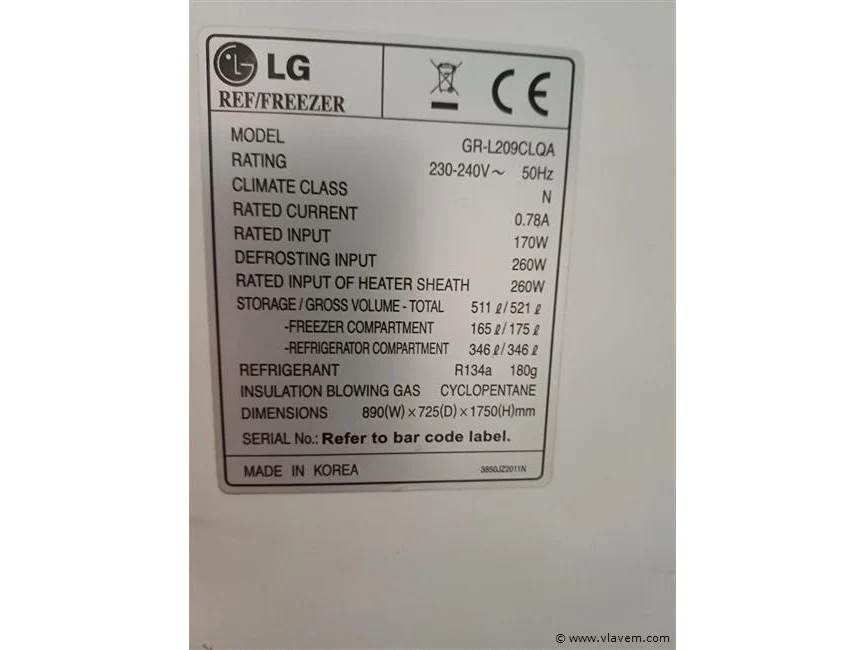 LG
REF/FREEZER
CE
MODEL GR-L209CLQA
RATING 230-240V~ 50Hz
CLIMATE CLASS N
RATED CURRENT 0.78A
RATED INPUT 170W
DEFROSTING INPUT 260W
RATED INPUT OF HEATER SHEATH 260W
STORAGE / GROSS VOLUME - TOTAL 511 ℓ / 521 ℓ
-FREEZER COMPARTMENT 165 ℓ / 175 ℓ
-REFRIGERATOR COMPARTMENT 346 ℓ / 346 ℓ
REFRIGERANT R134a 180g
INSULATION BLOWING GAS CYCLOPENTANE
DIMENSIONS 890(W) × 725(D) × 1750(H)mm
SERIAL No.: Refer to bar code label.
MADE IN KOREA 3850JZ2011N
© www.vlavem.com